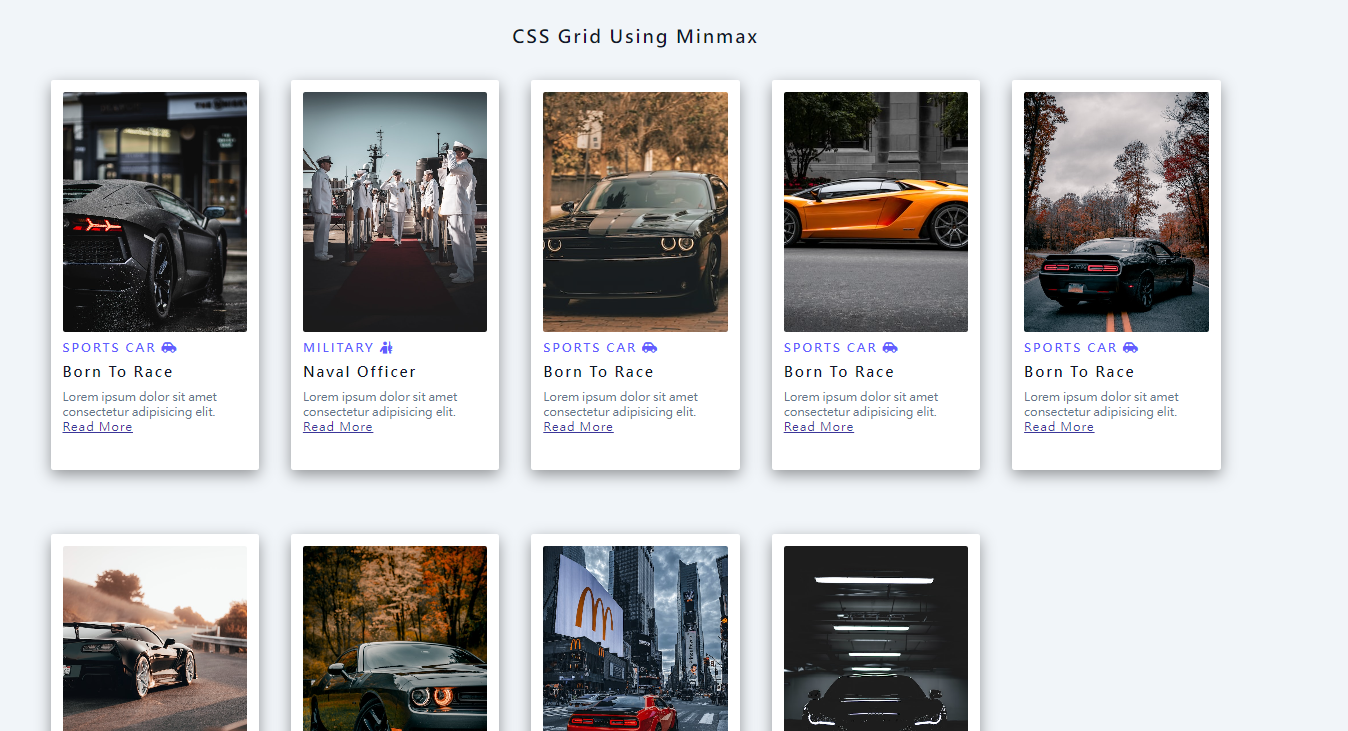 CSS Grid Using Minmax
SPORTS CAR
Born To Race
Lorem ipsum dolor sit amet
consectetur adipisicing elit.
Read More
MILITARY
Naval Officer
Lorem ipsum dolor sit amet
consectetur adipisicing elit.
Read More
SPORTS CAR
Born To Race
Lorem ipsum dolor sit amet
consectetur adipisicing elit.
Read More
SPORTS CAR
Born To Race
Lorem ipsum dolor sit amet
consectetur adipisicing elit.
Read More
SPORTS CAR
Born To Race
Lorem ipsum dolor sit amet
consectetur adipisicing elit.
Read More